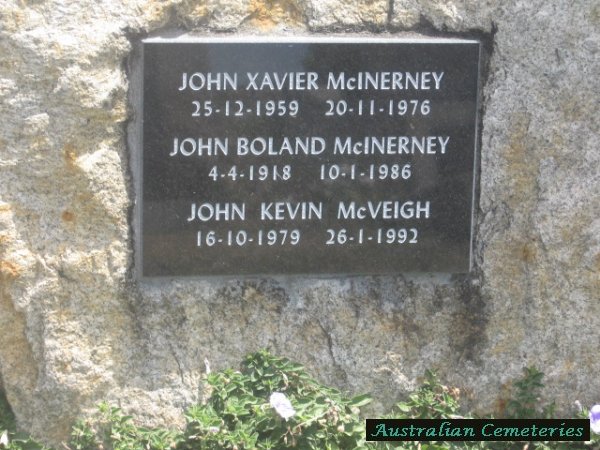 JOHN XAVIER McINERNEY
25-12-1959 20-11-1976
JOHN BOLAND McINERNEY
4-4-1918 10-1-1986
JOHN KEVIN McVEIGH
16-10-1979 26-1-1992
Australian Cemeteries